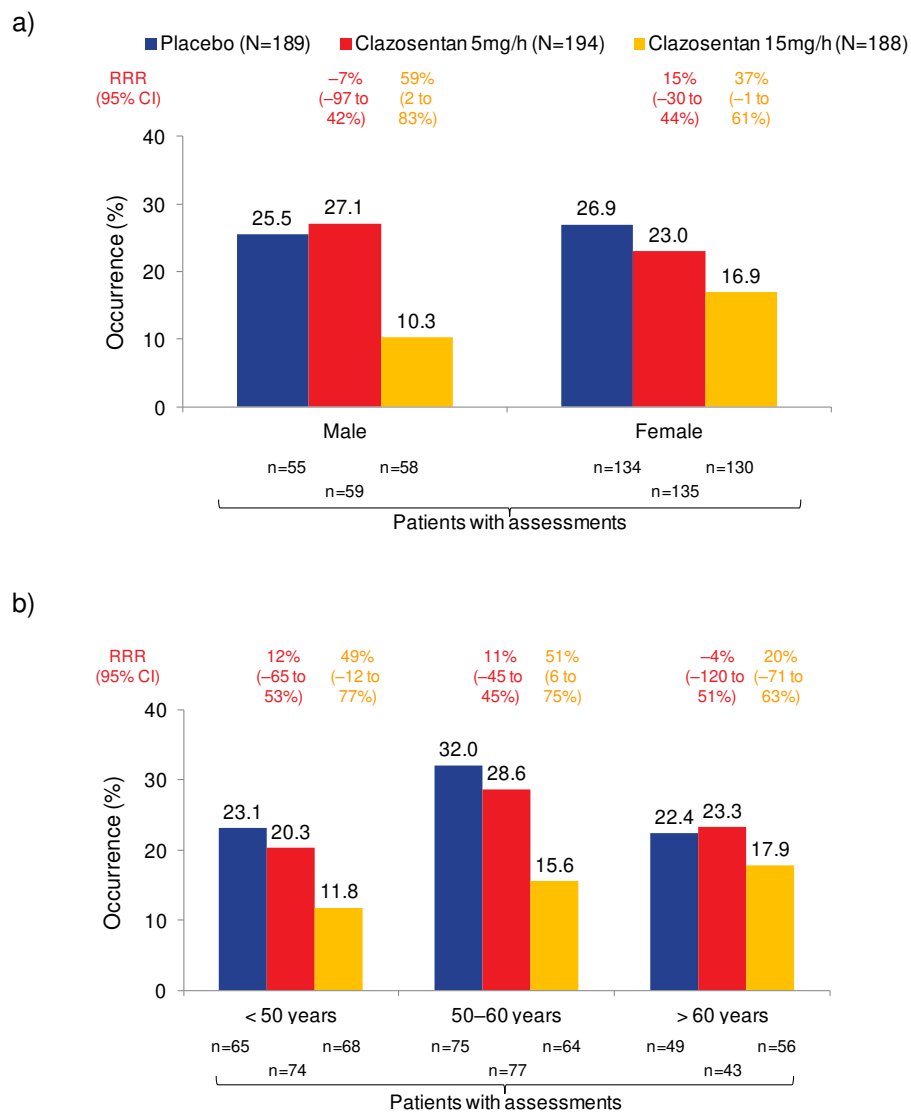 a)
Placebo (N=189) Clazosentan 5mg/h (N=194) Clazosentan 15mg/h (N=188)
RRR –7% 59% 15% 37%
(95% CI) (–97 to (2 to (–30 to (–1 to
42%) 83%) 44%) 61%)
Occurrence (%)
40
30
20
10
0
25.5 27.1 10.3 26.9 23.0 16.9
Male Female
n=55 n=58 n=134 n=130
n=59 n=135
Patients with assessments
b)
RRR 12% 49% 11% 51% –4% 20%
(95% CI) (–65 to (–12 to (–45 to (6 to (–120 to (–71 to
53%) 77%) 45%) 75%) 51%) 63%)
Occurrence (%)
40
30
20
10
0
23.1 20.3 11.8 32.0 28.6 15.6 22.4 23.3 17.9
< 50 years 50–60 years > 60 years
n=65 n=68 n=75 n=64 n=49 n=56
n=74 n=77 n=43
Patients with assessments